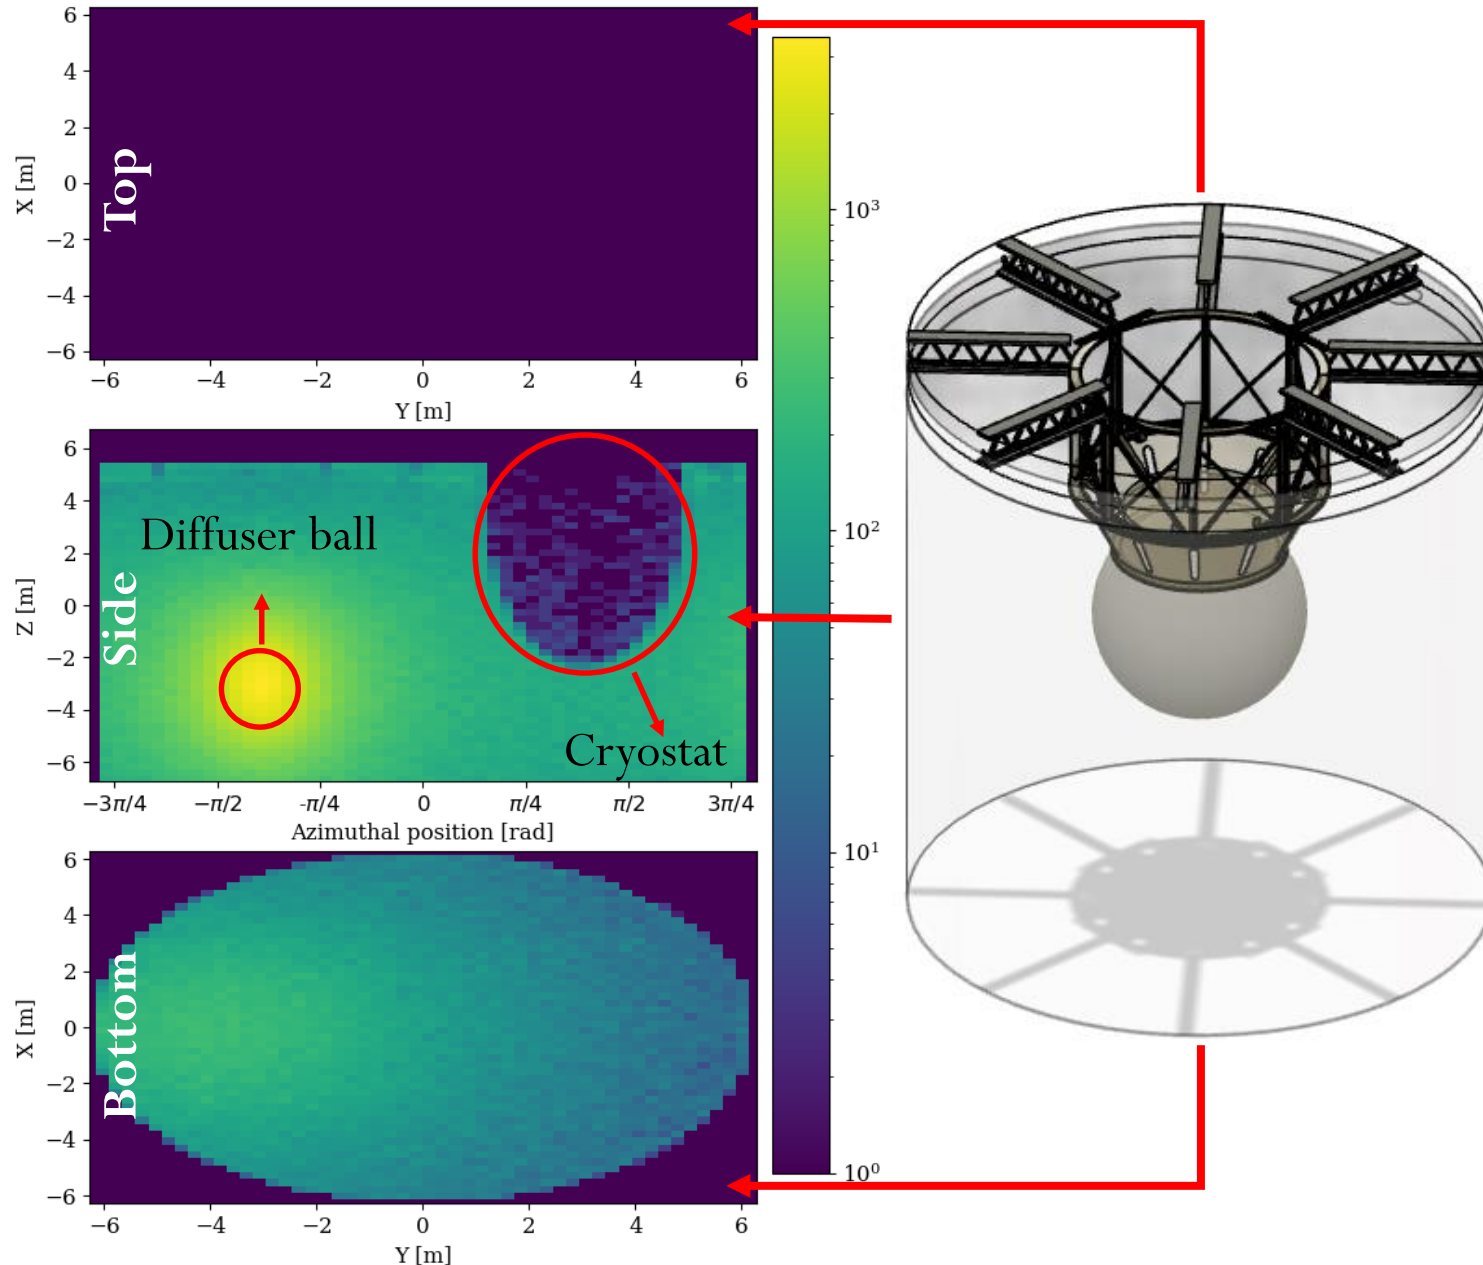 6
4
2
0
−2
−4
−6
X [m]
Top
−6 −4 −2 0 2 4 6
Y [m]
6
4
2
0
−2
−4
−6
Z [m]
Side
Diffuser ball
Cryostat
−3π/4 −π/2 -π/4 0 π/4 π/2 3π/4
Azimuthal position [rad]
6
4
2
0
−2
−4
−6
X [m]
Bottom
−6 −4 −2 0 2 4 6
Y [m]
10³
10²
10¹
10⁰